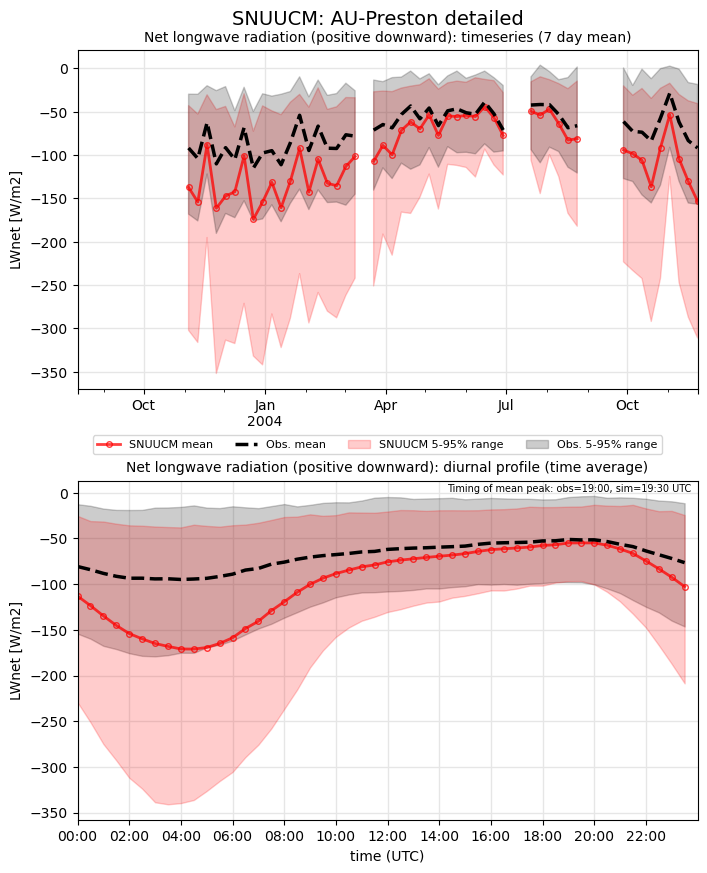 SNUUCM: AU-Preston detailed
Net longwave radiation (positive downward): timeseries (7 day mean)
LWnet [W/m2]
0
−50
−100
−150
−200
−250
−300
−350
Oct
Jan
2004
Apr
Jul
Oct
SNUUCM mean
Obs. mean
SNUUCM 5-95% range
Obs. 5-95% range
Net longwave radiation (positive downward): diurnal profile (time average)
Timing of mean peak: obs=19:00, sim=19:30 UTC
LWnet [W/m2]
0
−50
−100
−150
−200
−250
−300
−350
00:00
02:00
04:00
06:00
08:00
10:00
12:00
14:00
16:00
18:00
20:00
22:00
time (UTC)